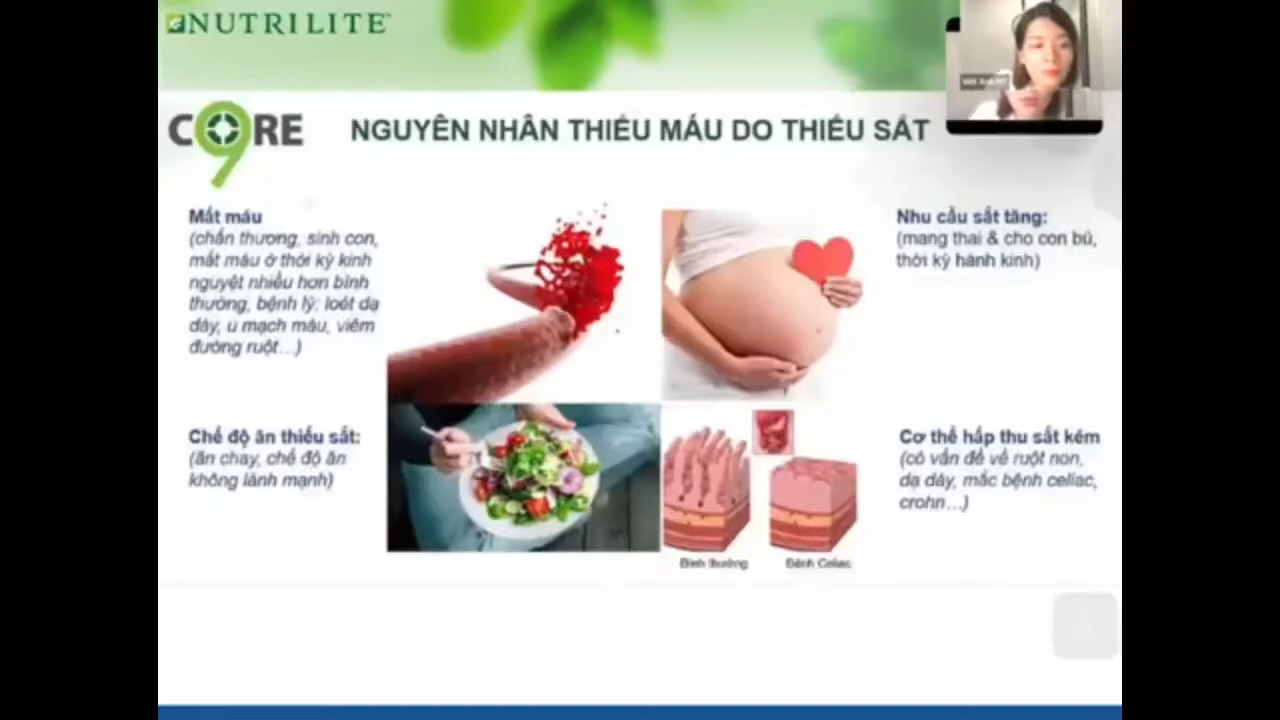 NUTRILITE
C9RE
NGUYÊN NHÂN THIẾU MÁU DO THIẾU SẮT
Mất máu
(chấn thương, sinh con,
mất máu ở thời kỳ kinh
nguyệt nhiều hơn bình
thường, bệnh lý: loét dạ
dày, u mạch máu, viêm
đường ruột...)
Nhu cầu sắt tăng:
(mang thai & cho con bú,
thời kỳ hành kinh)
Chế độ ăn thiếu sắt:
(ăn chay, chế độ ăn
không lành mạnh)
Cơ thể hấp thu sắt kém
(có vấn đề về ruột non,
dạ dày, mắc bệnh celiac,
crohn...)
Bình thường
Bệnh Celiac